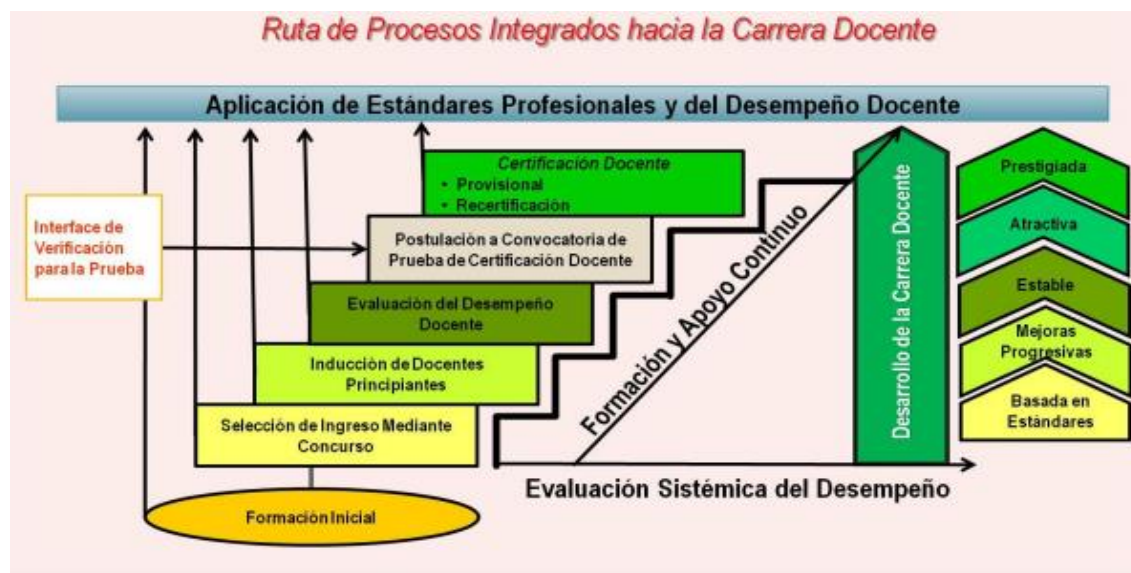 Ruta de Procesos Integrados hacia la Carrera Docente
Aplicación de Estándares Profesionales y del Desempeño Docente
Certificación Docente
• Provisional
• Recertificación
Interface de
Verificación
para la Prueba
Postulación a Convocatoria de
Prueba de Certificación Docente
Evaluación del Desempeño
Docente
Inducción de Docentes
Principiantes
Selección de Ingreso Mediante
Concurso
Formación Inicial
Formación y Apoyo Continuo
Evaluación Sistémica del Desempeño
Desarrollo de la Carrera Docente
Prestigiada
Atractiva
Estable
Mejoras
Progresivas
Basada en
Estándares